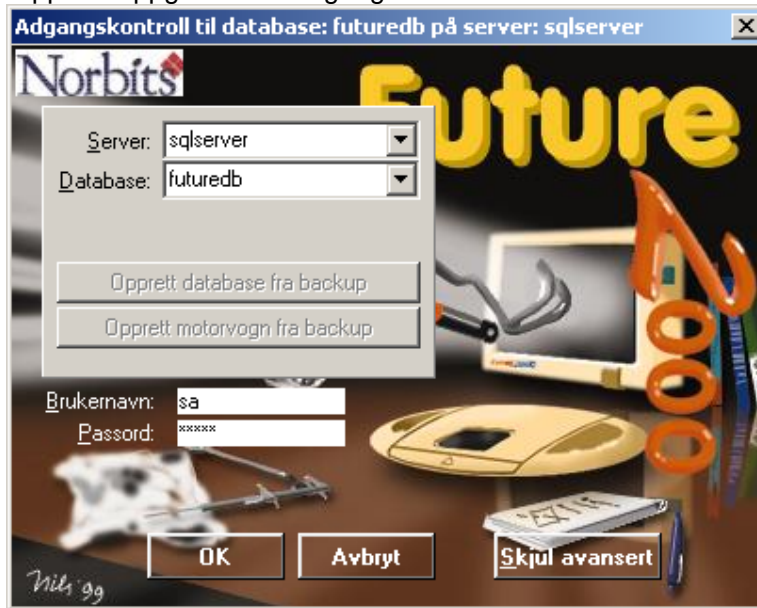 Adgangskontroll til database: futuredb på server: sqlserver
Norbits
Future
2000
Server: sqlserver
Database: futuredb
Opprett database fra backup
Opprett motorvogn fra backup
Brukernavn: sa
Passord: *****
OK
Avbryt
Skjul avansert
Nils '99